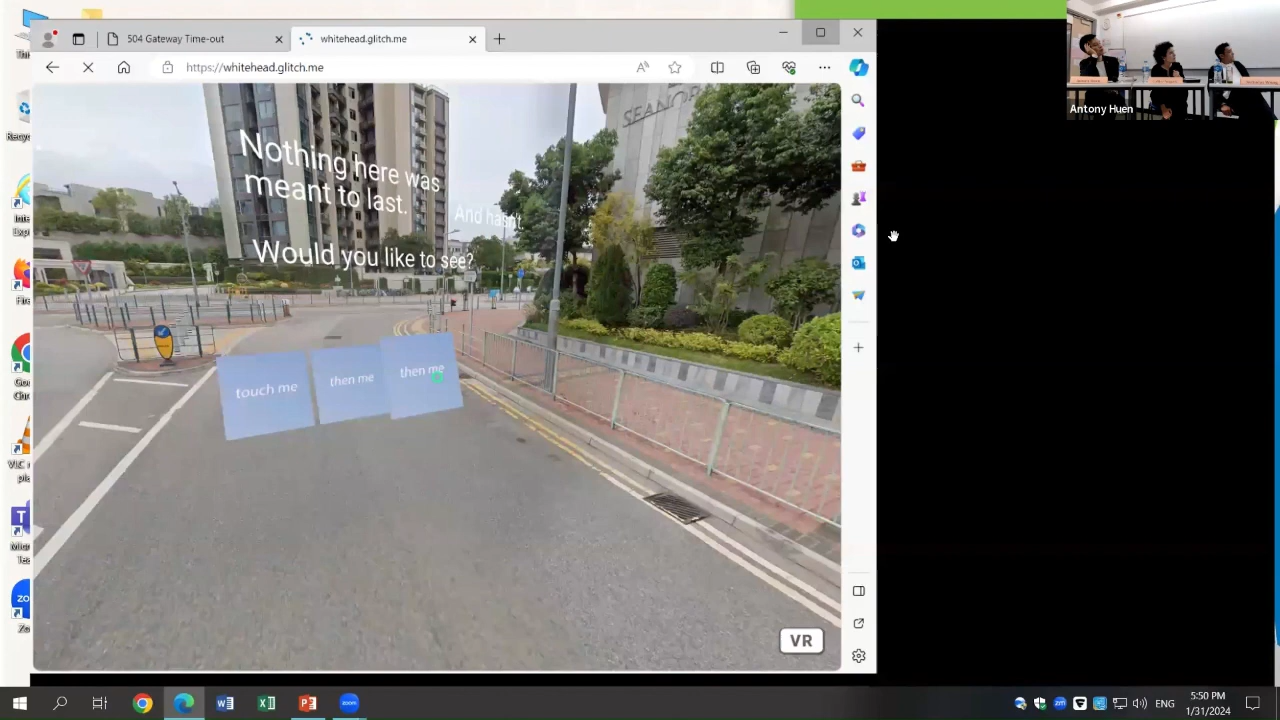 504 Gateway Time-out
whitehead.glitch.me
https://whitehead.glitch.me
Antony Huen
SEANOR
Nothing here was
meant to last.
And hasn't.
Would you like to see?
touch me
then me
then me
VR
ENG
5:50 PM
1/31/2024